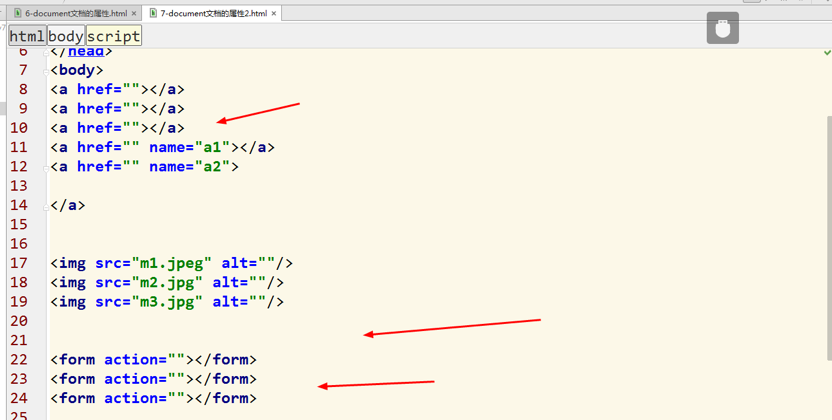 6-document文档的属性.html × 7-document文档的属性2.html ×
html body script
6 </head>
7 <body>
8 <a href=""></a>
9 <a href=""></a>
10 <a href=""></a>
11 <a href="" name="a1"></a>
12 <a href="" name="a2">
13
14 </a>
15
16
17 <img src="m1.jpeg" alt=""/>
18 <img src="m2.jpg" alt=""/>
19 <img src="m3.jpg" alt=""/>
20
21
22 <form action=""></form>
23 <form action=""></form>
24 <form action=""></form>
25